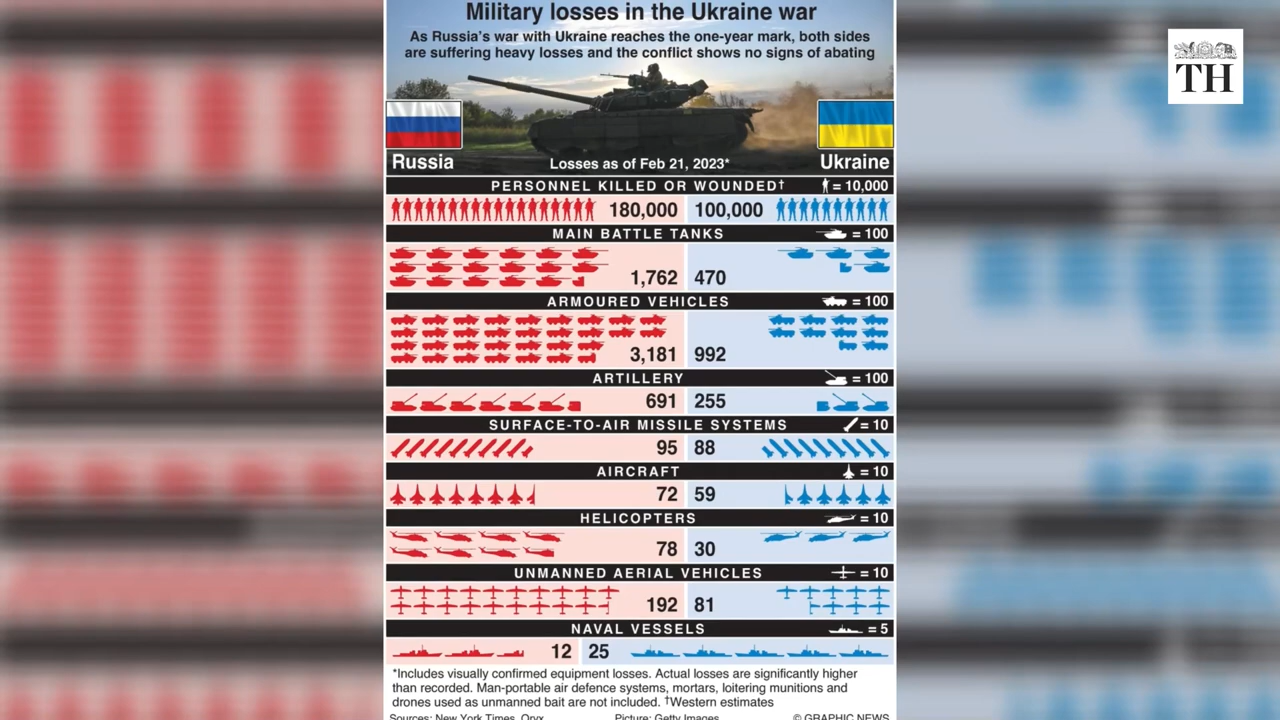 Military losses in the Ukraine war
As Russia's war with Ukraine reaches the one-year mark, both sides
are suffering heavy losses and the conflict shows no signs of abating
TH
Russia
Losses as of Feb 21, 2023*
Ukraine
PERSONNEL KILLED OR WOUNDED† = 10,000
180,000 100,000
MAIN BATTLE TANKS = 100
1,762 470
ARMOURED VEHICLES = 100
3,181 992
ARTILLERY = 100
691 255
SURFACE-TO-AIR MISSILE SYSTEMS = 10
95 88
AIRCRAFT = 10
72 59
HELICOPTERS = 10
78 30
UNMANNED AERIAL VEHICLES = 10
192 81
NAVAL VESSELS = 5
12 25
*Includes visually confirmed equipment losses. Actual losses are significantly higher
than recorded. Man-portable air defence systems, mortars, loitering munitions and
drones used as unmanned bait are not included. †Western estimates
Sources: New York Times, Oryx Picture: Getty Images © GRAPHIC NEWS